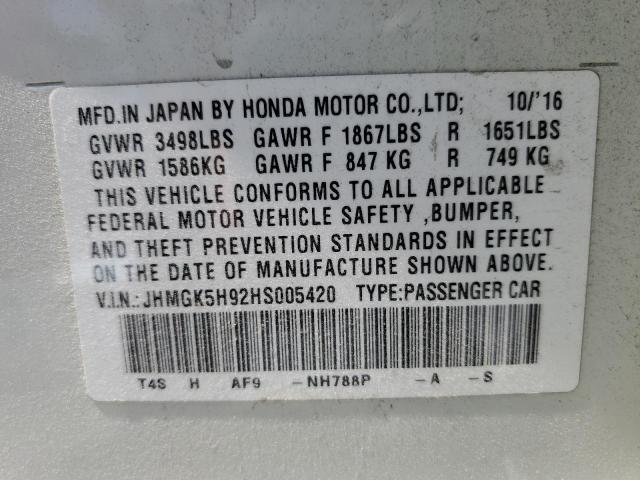 MFD.IN JAPAN BY HONDA MOTOR CO.,LTD; 10/'16
GVWR 3498LBS GAWR F 1867LBS R 1651LBS
GVWR 1586KG GAWR F 847 KG R 749 KG
THIS VEHICLE CONFORMS TO ALL APPLICABLE
FEDERAL MOTOR VEHICLE SAFETY ,BUMPER,
AND THEFT PREVENTION STANDARDS IN EFFECT
ON THE DATE OF MANUFACTURE SHOWN ABOVE.
V.I.N.:JHMGK5H92HS005420 TYPE:PASSENGER CAR
T4S H AF9 -NH788P -A -S